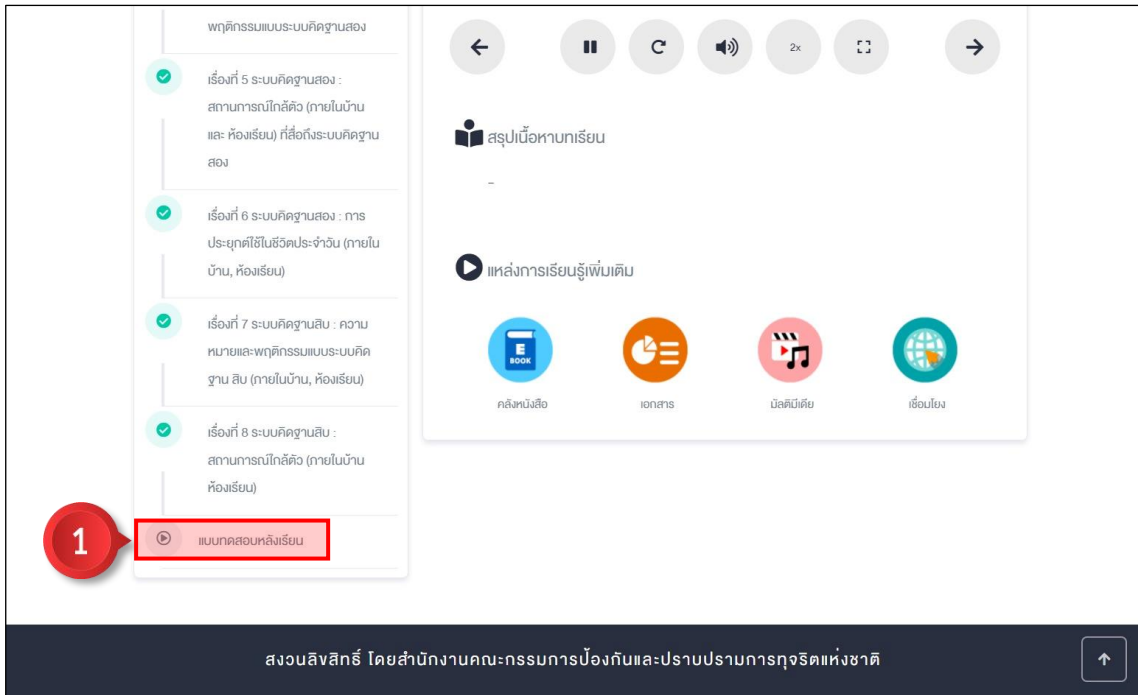 พฤติกรรมแบบระบบคิดฐานสอง
เรื่องที่ 5 ระบบคิดฐานสอง :
สถานการณ์ใกล้ตัว (ภายในบ้าน
และ ห้องเรียน) ที่สื่อถึงระบบคิดฐาน
สอง
เรื่องที่ 6 ระบบคิดฐานสอง : การ
ประยุกต์ใช้ในชีวิตประจำวัน (ภายใน
บ้าน, ห้องเรียน)
เรื่องที่ 7 ระบบคิดฐานสิบ : ความ
หมายและพฤติกรรมแบบระบบคิด
ฐาน สิบ (ภายในบ้าน, ห้องเรียน)
เรื่องที่ 8 ระบบคิดฐานสิบ :
สถานการณ์ใกล้ตัว (ภายในบ้าน
ห้องเรียน)
1
แบบทดสอบหลังเรียน
2x
สรุปเนื้อหาบทเรียน
-
แหล่งการเรียนรู้เพิ่มเติม
E
BOOK
คลังหนังสือ
เอกสาร
มัลติมีเดีย
เชื่อมโยง
สงวนลิขสิทธิ์ โดยสำนักงานคณะกรรมการป้องกันและปราบปรามการทุจริตแห่งชาติ